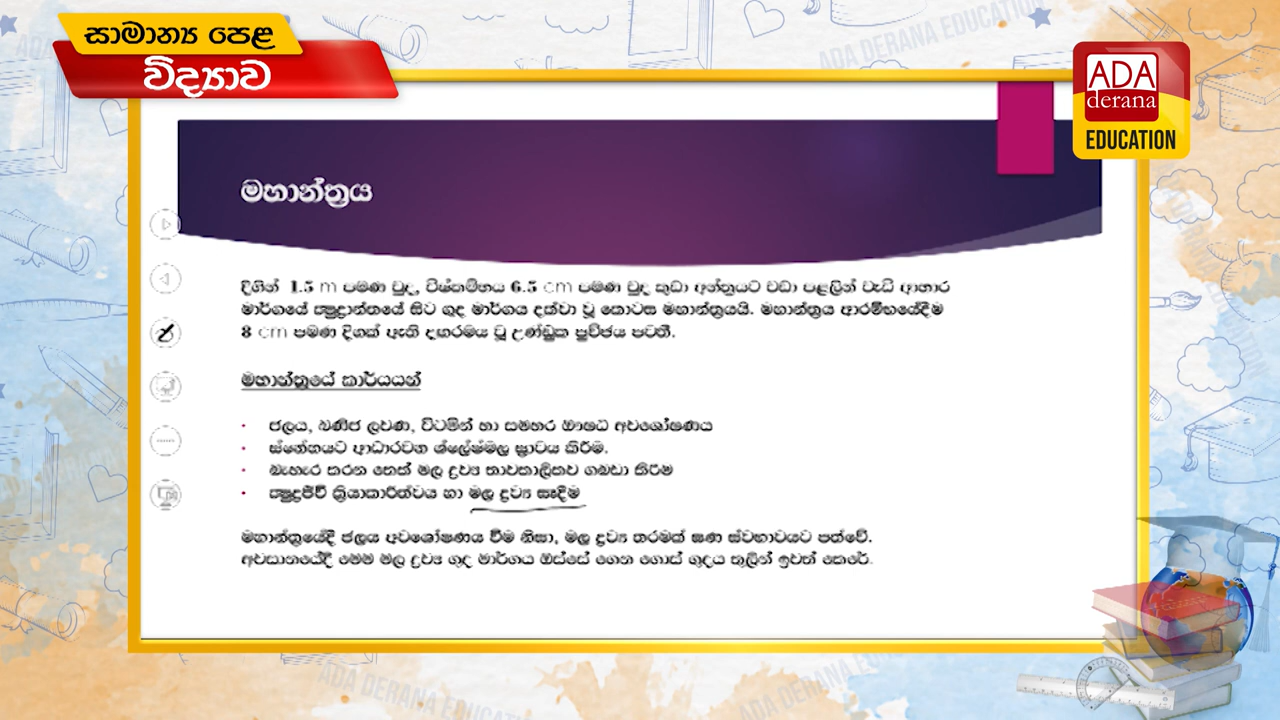 සාමාන්‍ය පෙළ
විද්‍යාව
ADA
derana
EDUCATION
මහාන්ත්‍රය
දිගින් 1.5 m පමණ වූද, විෂ්කම්භය 6.5 cm පමණ වූද කුඩා අන්ත්‍රයට වඩා පළලින් වැඩි ආහාර
මාර්ගයේ ක්‍ෂුද්‍රාන්තයේ සිට ගුද මාර්ගය දක්වා වූ කොටස මහාන්ත්‍රයයි. මහාන්ත්‍රය ආරම්භයේදීම
8 cm පමණ දිගක් ඇති දඟරමය වූ උණ්ඩුක පුච්ඡය පටතී.
මහාන්ත්‍රයේ කාර්යයන්
• ජලය, ඛණිජ ලවණ, විටමින් හා සමහර ඖෂධ අවශෝෂණය
• ස්නේහයට ආධාරවන ශ්ලේෂ්මල ස්‍රාවය කිරීම.
• බැහැර කරන තෙක් මල ද්‍රව්‍ය තාවකාලිකව ගබඩා කිරීම
• ක්‍ෂුද්‍රජීවී ක්‍රියාකාරිත්වය හා මල ද්‍රව්‍ය සෑදීම
මහාන්ත්‍රයේදී ජලය අවශෝෂණය වීම නිසා, මල ද්‍රව්‍ය තරමක් ඝණ ස්වභාවයට පත්වේ.
අවසානයේදී මෙම මල ද්‍රව්‍ය ගුද මාර්ගය ඔස්සේ ගෙන ගොස් ගුදය තුලින් ඉවත් කෙරේ.